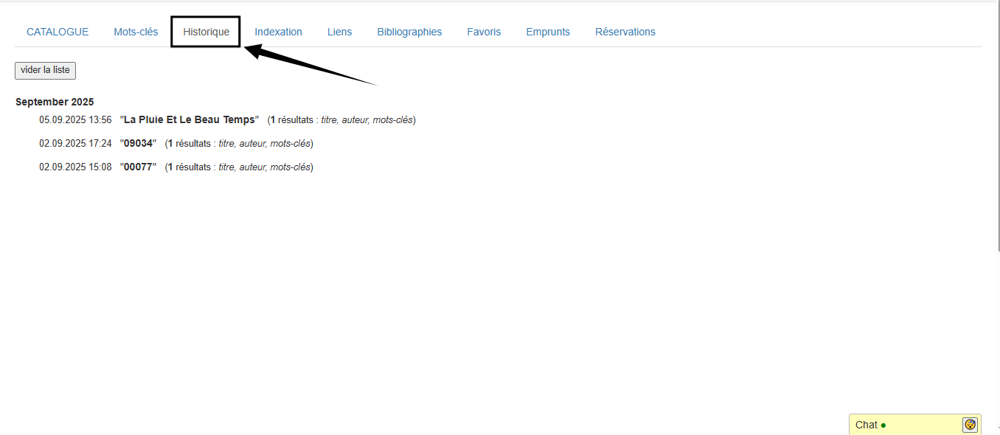 CATALOGUE Mots-clés Historique Indexation Liens Bibliographies Favoris Emprunts Réservations
vider la liste
September 2025
05.09.2025 13:56 "La Pluie Et Le Beau Temps" (1 résultats : titre, auteur, mots-clés)
02.09.2025 17:24 "09034" (1 résultats : titre, auteur, mots-clés)
02.09.2025 15:08 "00077" (1 résultats : titre, auteur, mots-clés)
Chat